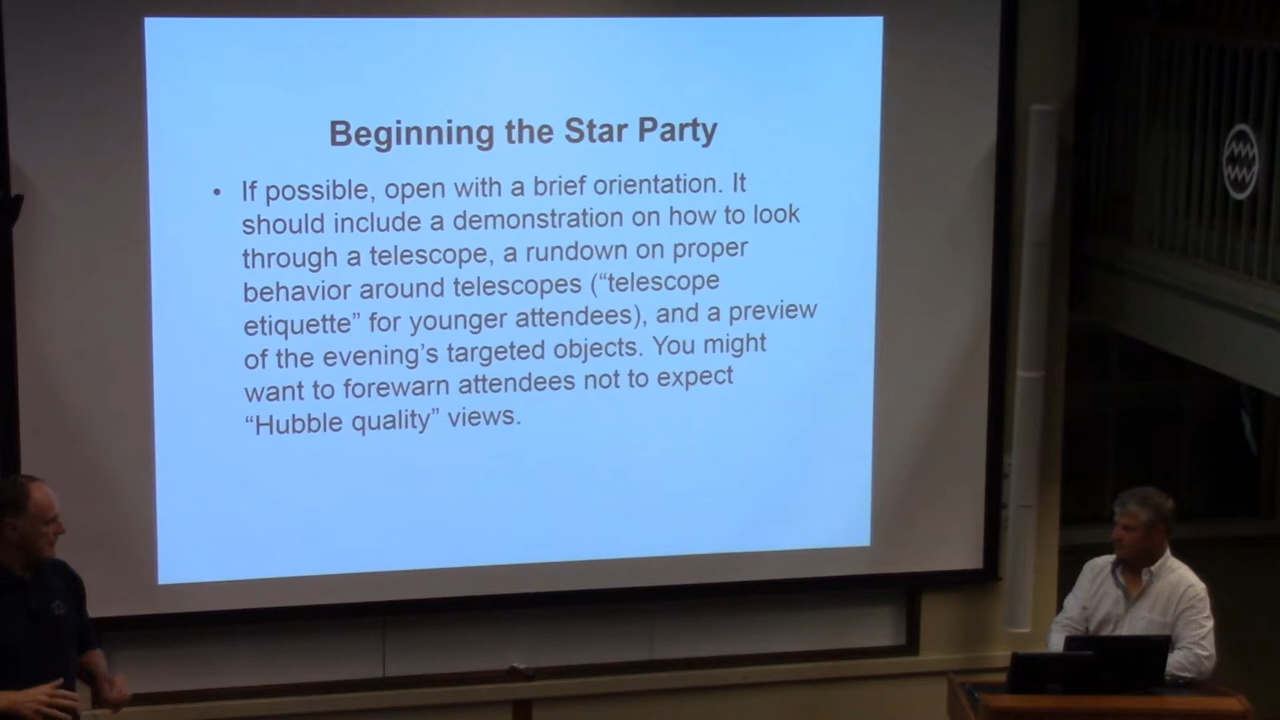 Beginning the Star Party
• If possible, open with a brief orientation. It
should include a demonstration on how to look
through a telescope, a rundown on proper
behavior around telescopes (“telescope
etiquette” for younger attendees), and a preview
of the evening’s targeted objects. You might
want to forewarn attendees not to expect
“Hubble quality” views.